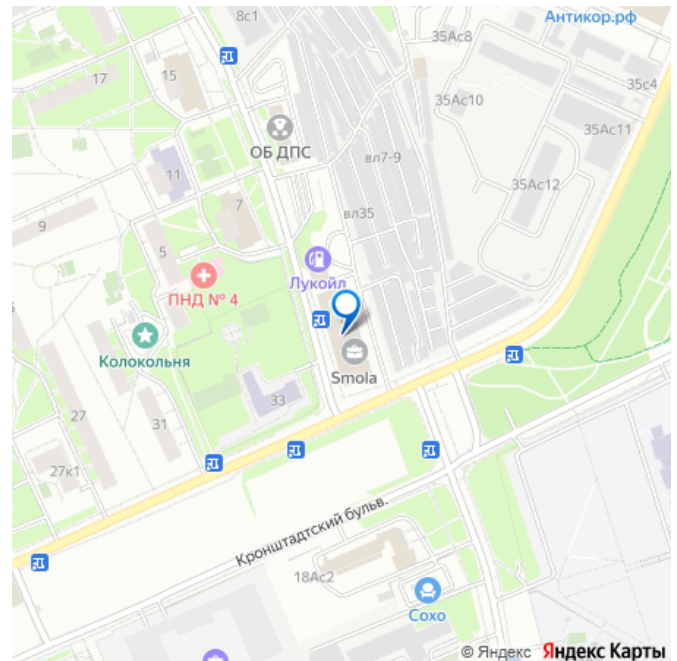 8с1
Антикор.рф
35Ас8
17
15
35с4
35Ас10
ОБ ДПС
35Ас11
вл7-9
11
35Ас12
7
вл35
9
5
Лукойл
ПНД № 4
Колокольня
Smola
33
27
31
27к1
Кронштадтский бульв.
18Ас2
Сохо
© Яндекс Яндекс Карты